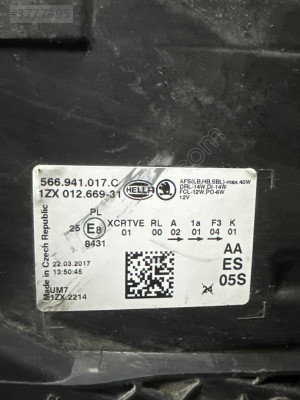 #3777495
566.941.017.C
1ZX 012.669-31
HELLA
AFS(LB,HB,SBL)-max.40W
DRL-14W,DI-14W
FCL-12W,PO-6W
12V
PL
25 E8
8431
XCRTVE RL A 1a F3 K
01 00 02 01 04 01
22.03.2017
13:50:45
Made in Czech Republic
UM7
1ZX.2214
AA
ES
05S